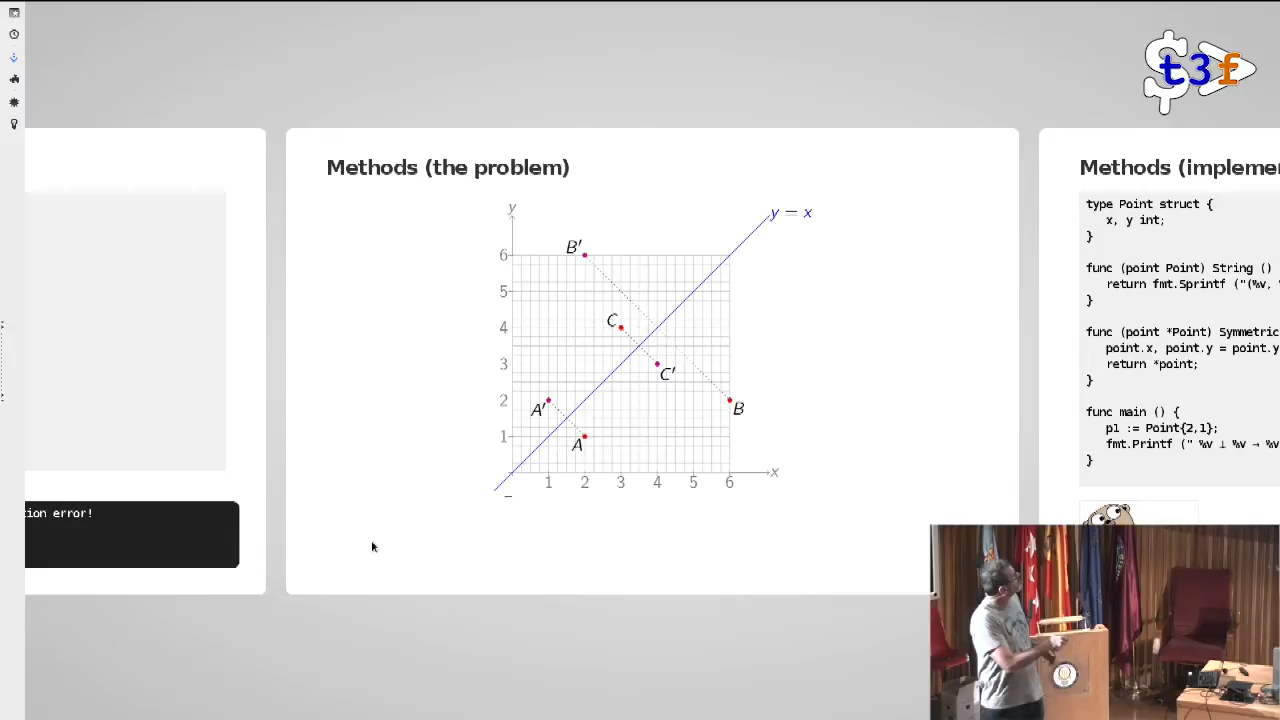 $t3f
Methods (the problem)
y
y = x
B′
6
5
C
4
3
C′
A′
2
B
1
A
x
1 2 3 4 5 6
tion error!
Methods (implemen
type Point struct {
x, y int;
}
func (point Point) String ()
return fmt.Sprintf ("(%v,
}
func (point *Point) Symmetric
point.x, point.y = point.y
return *point;
}
func main () {
p1 := Point{2,1};
fmt.Printf (" %v ⟂ %v → %v
}